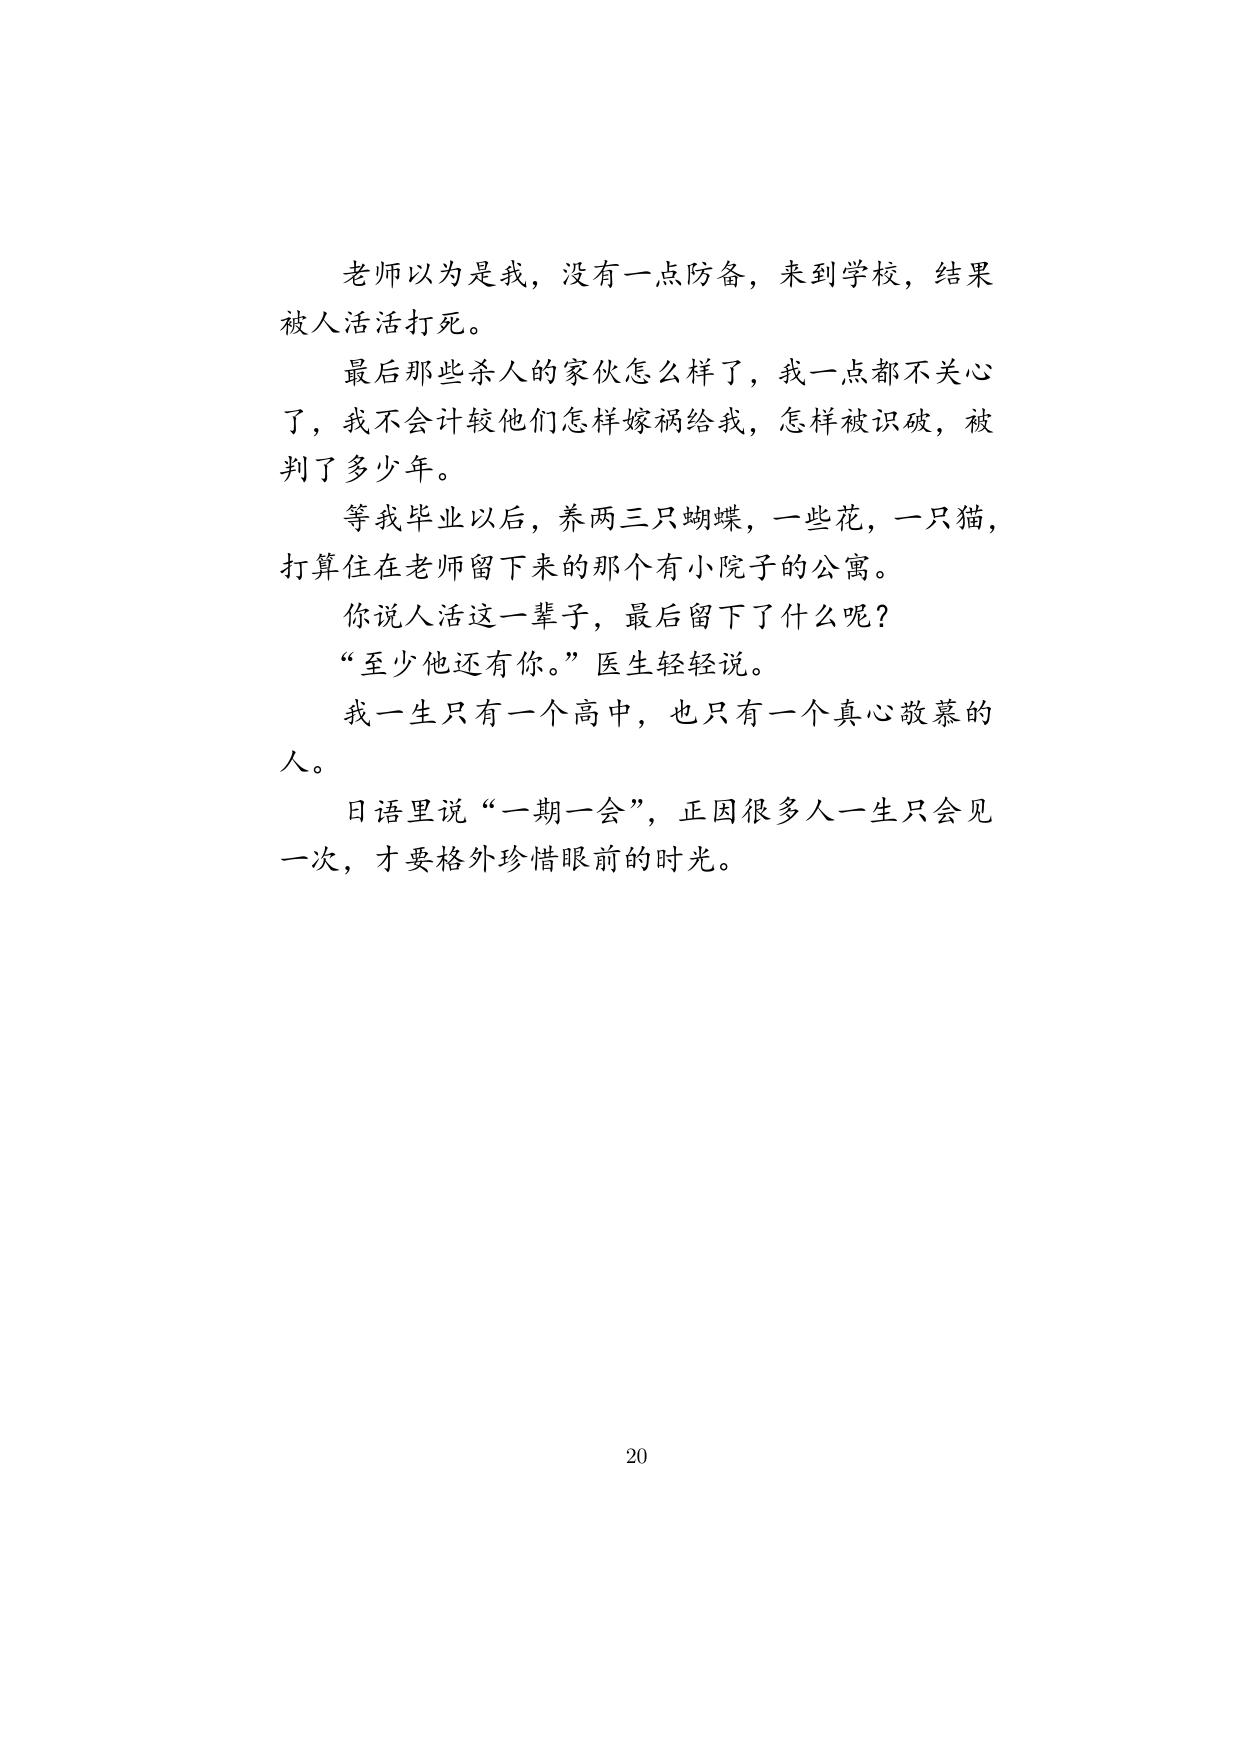 老师以为是我，没有一点防备，来到学校，结果
被人活活打死。
最后那些杀人的家伙怎么样了，我一点都不关心
了，我不会计较他们怎样嫁祸给我，怎样被识破，被
判了多少年。
等我毕业以后，养两三只蝴蝶，一些花，一只猫，
打算住在老师留下来的那个有小院子的公寓。
你说人活这一辈子，最后留下了什么呢？
“至少他还有你。”医生轻轻说。
我一生只有一个高中，也只有一个真心敬慕的
人。
日语里说“一期一会”，正因很多人一生只会见
一次，才要格外珍惜眼前的时光。
20